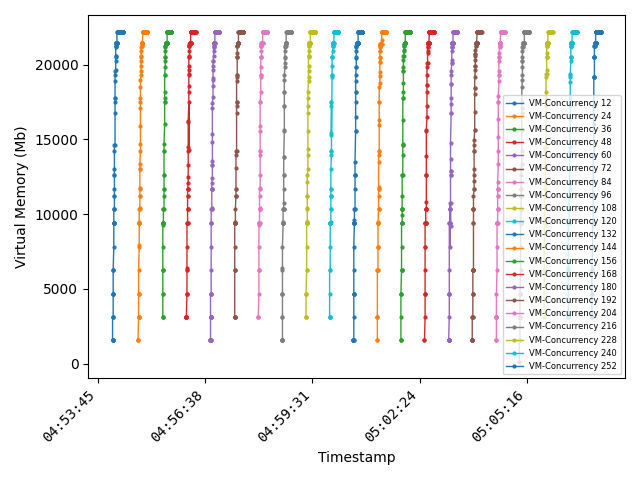 Virtual Memory (Mb)
20000
15000
10000
5000
0
VM-Concurrency 12
VM-Concurrency 24
VM-Concurrency 36
VM-Concurrency 48
VM-Concurrency 60
VM-Concurrency 72
VM-Concurrency 84
VM-Concurrency 96
VM-Concurrency 108
VM-Concurrency 120
VM-Concurrency 132
VM-Concurrency 144
VM-Concurrency 156
VM-Concurrency 168
VM-Concurrency 180
VM-Concurrency 192
VM-Concurrency 204
VM-Concurrency 216
VM-Concurrency 228
VM-Concurrency 240
VM-Concurrency 252
04:53:45
04:56:38
04:59:31
05:02:24
05:05:16
Timestamp